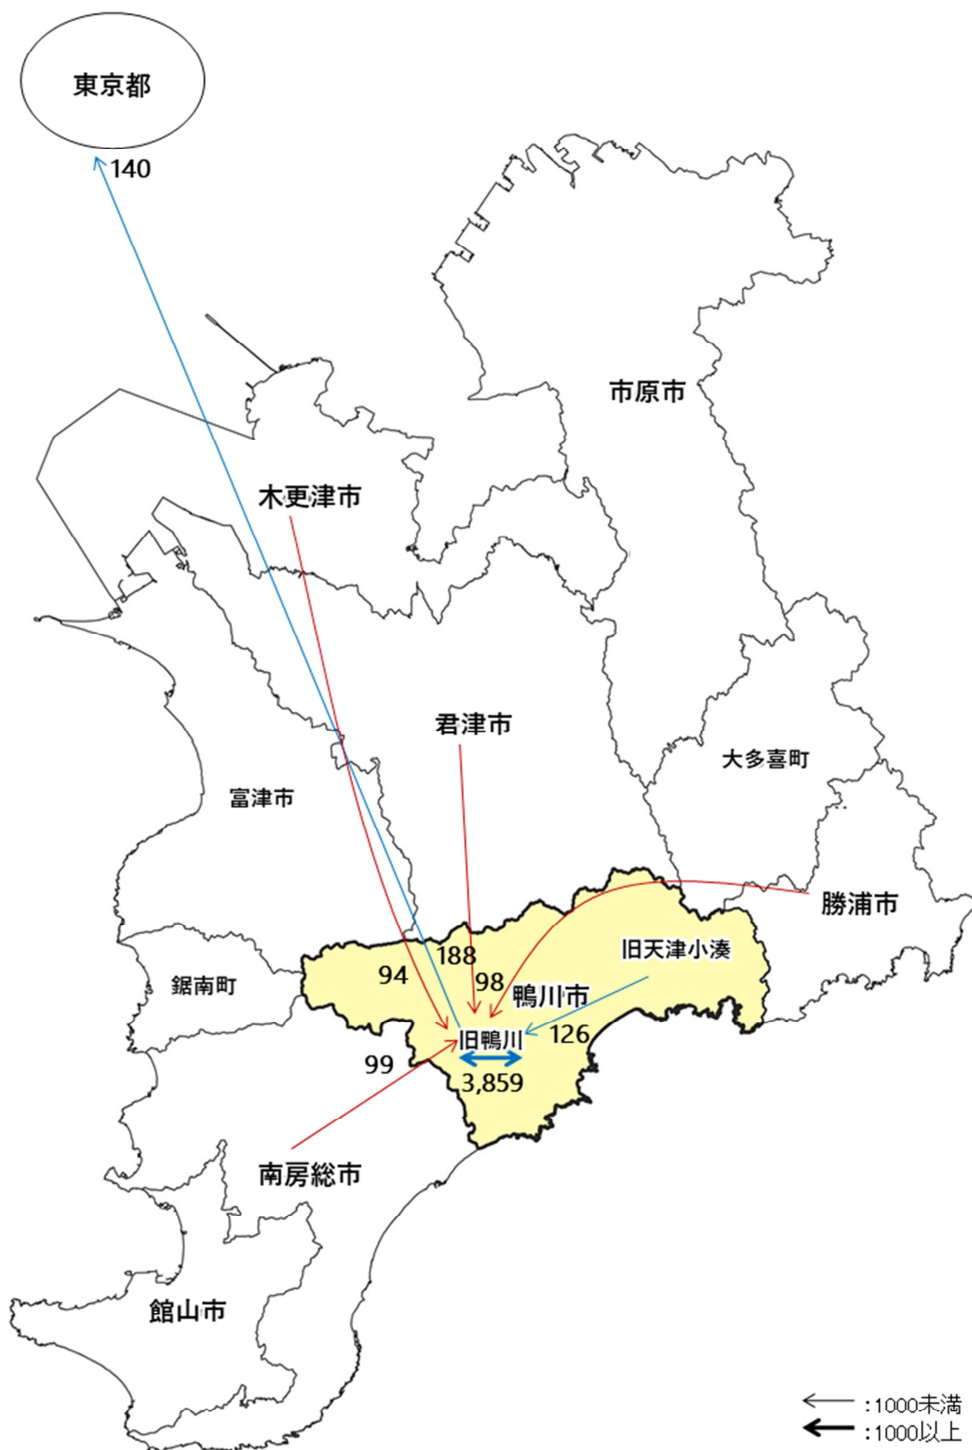 東京都
140
市原市
木更津市
君津市
大多喜町
富津市
勝浦市
旧天津小湊
188
94
98
鋸南町
鴨川市
126
旧鴨川
99
3,859
南房総市
館山市
:1000未満
:1000以上